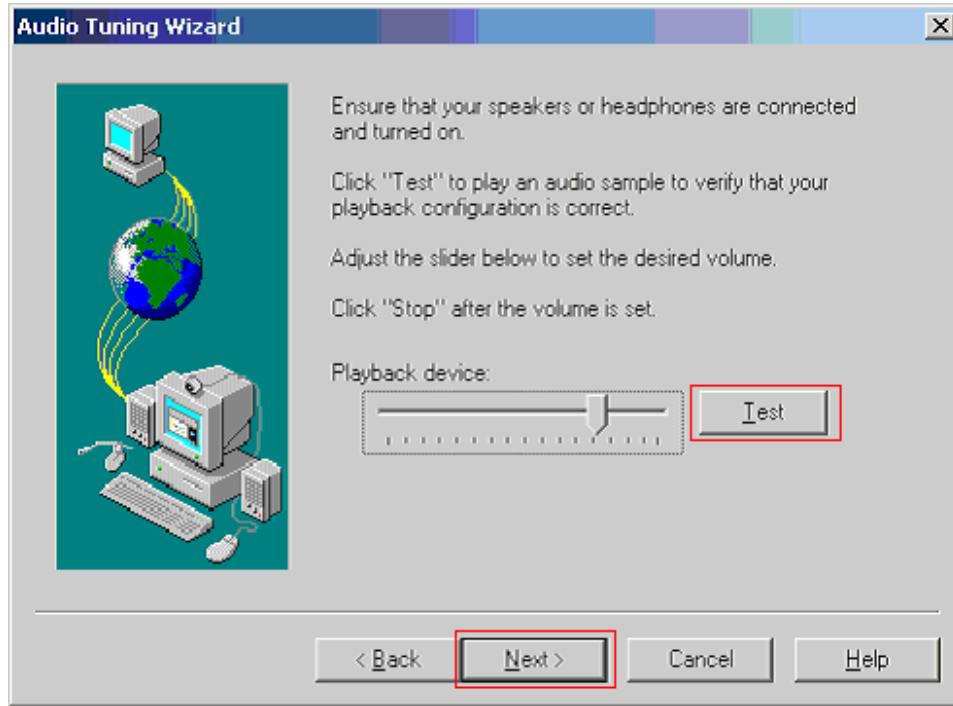 Audio Tuning Wizard
Ensure that your speakers or headphones are connected
and turned on.
Click "Test" to play an audio sample to verify that your
playback configuration is correct.
Adjust the slider below to set the desired volume.
Click "Stop" after the volume is set.
Playback device:
Test
< Back
Next >
Cancel
Help